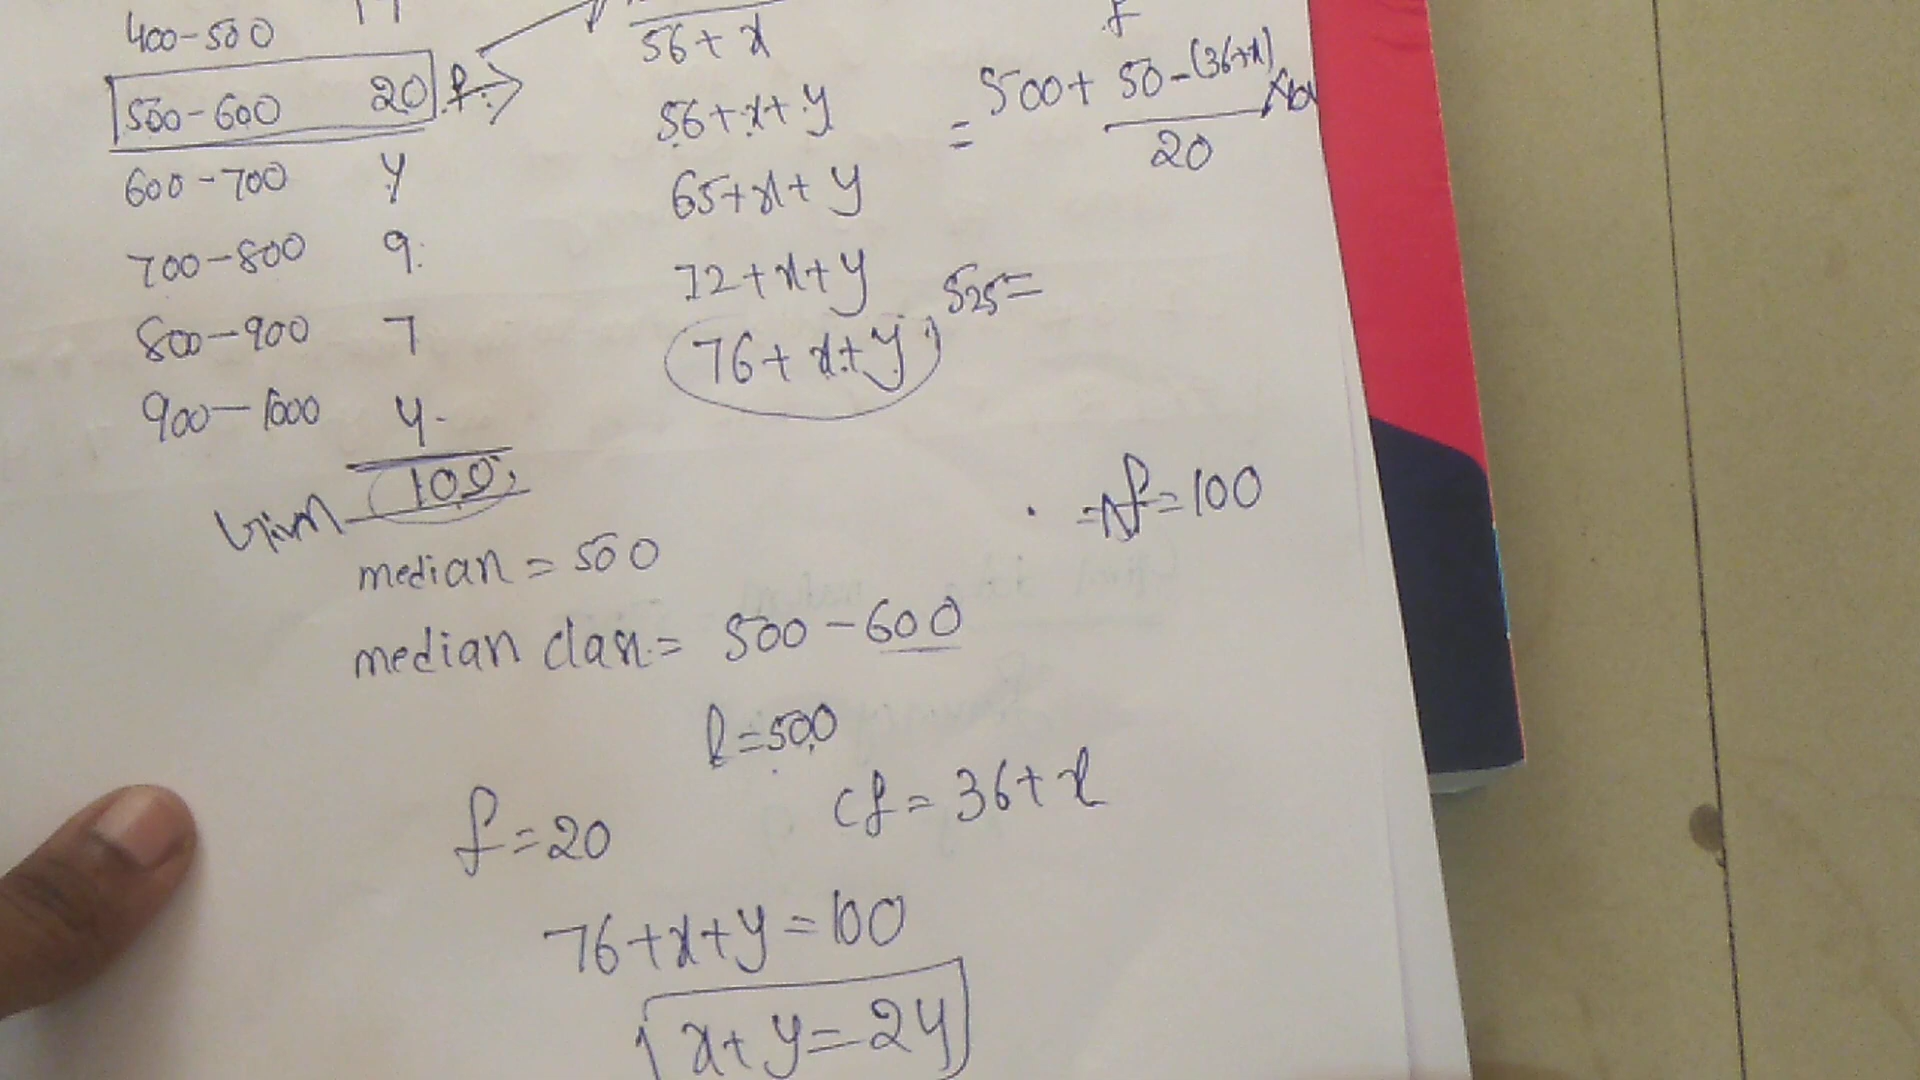 400-500 17
56+x
f
500-600 20 f
500+ 50-(36+x)
=
20
56+x+y
600-700 y
65+x+y
700-800 9
72+x+y
525=
800-900 7
76+x+y
900-1000 4
100
median = 500
=Nf=100
median class = 500-600
l=500
f=20
cf = 36+x
76+x+y=100
x+y=24